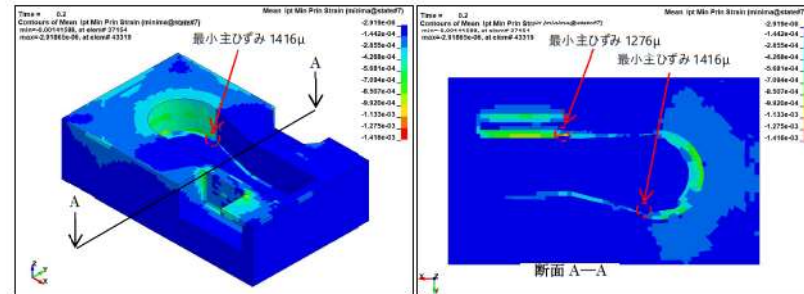 Time = 0.2
Contours of Mean Ipt Min Prin Strain (minima@state#7)
min=-0.00141588, at elem# 37154
max=-2.91865e-06, at elem# 43319
Mean Ipt Min Prin Strain (minima@state#7)
-2.919e-06
-1.442e-04
-2.855e-04
-4.268e-04
-5.681e-04
-7.094e-04
-8.507e-04
-9.920e-04
-1.133e-03
-1.275e-03
-1.416e-03
最小主ひずみ 1416μ
A
A
Z
Y
X
Time = 0.2
Contours of Mean Ipt Min Prin Strain (minima@state#7)
min=-0.00141588, at elem# 37154
max=-2.91865e-06, at elem# 43319
Mean Ipt Min Prin Strain (minima@state#7)
-2.919e-06
-1.442e-04
-2.855e-04
-4.268e-04
-5.681e-04
-7.094e-04
-8.507e-04
-9.920e-04
-1.133e-03
-1.275e-03
-1.416e-03
最小主ひずみ 1276μ
最小主ひずみ 1416μ
断面 A—A
X
Z
Y